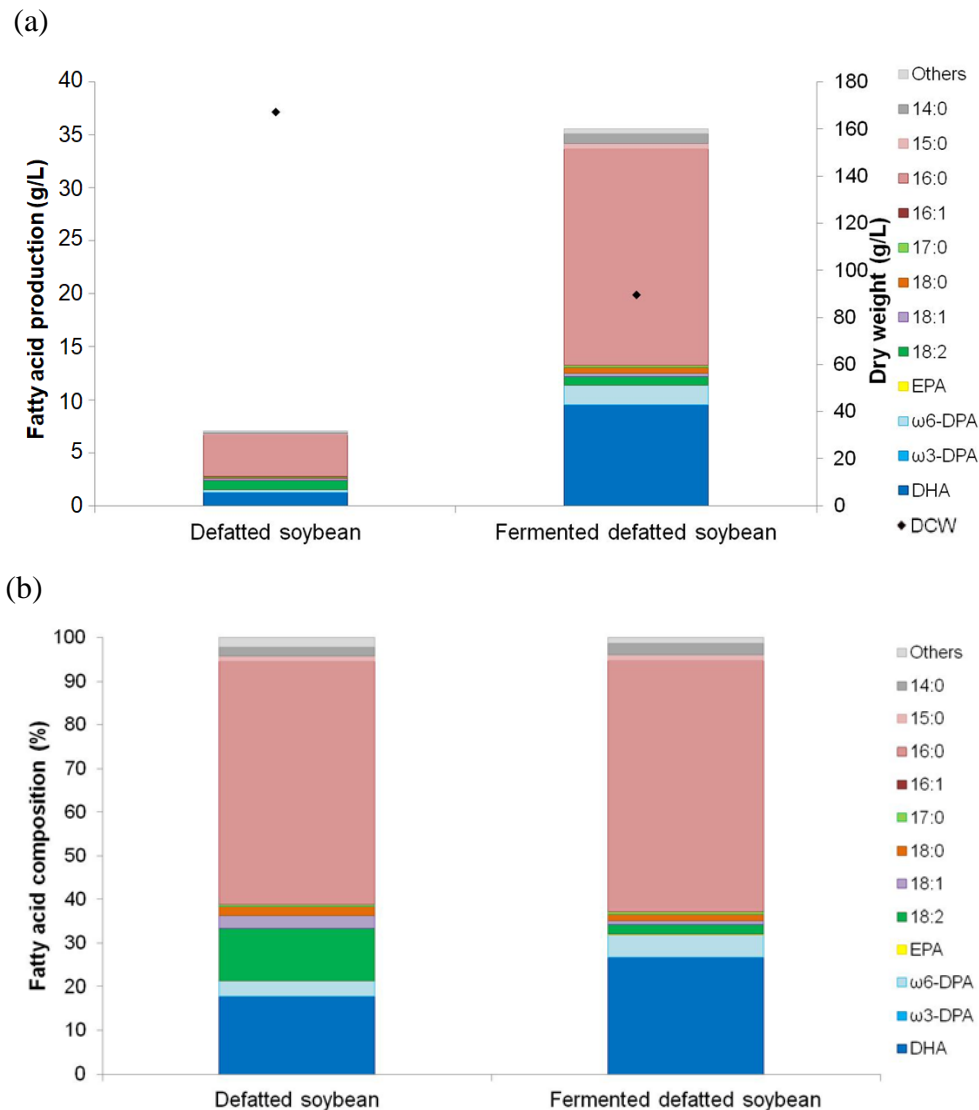 (a)
Fatty acid production (g/L)
40
35
30
25
20
15
10
5
0
180
160
140
120
100
80
60
40
20
0
Dry weight (g/L)
Defatted soybean
Fermented defatted soybean
Others
14:0
15:0
16:0
16:1
17:0
18:0
18:1
18:2
EPA
ω6-DPA
ω3-DPA
DHA
DCW
(b)
Fatty acid composition (%)
100
90
80
70
60
50
40
30
20
10
0
Defatted soybean
Fermented defatted soybean
Others
14:0
15:0
16:0
16:1
17:0
18:0
18:1
18:2
EPA
ω6-DPA
ω3-DPA
DHA